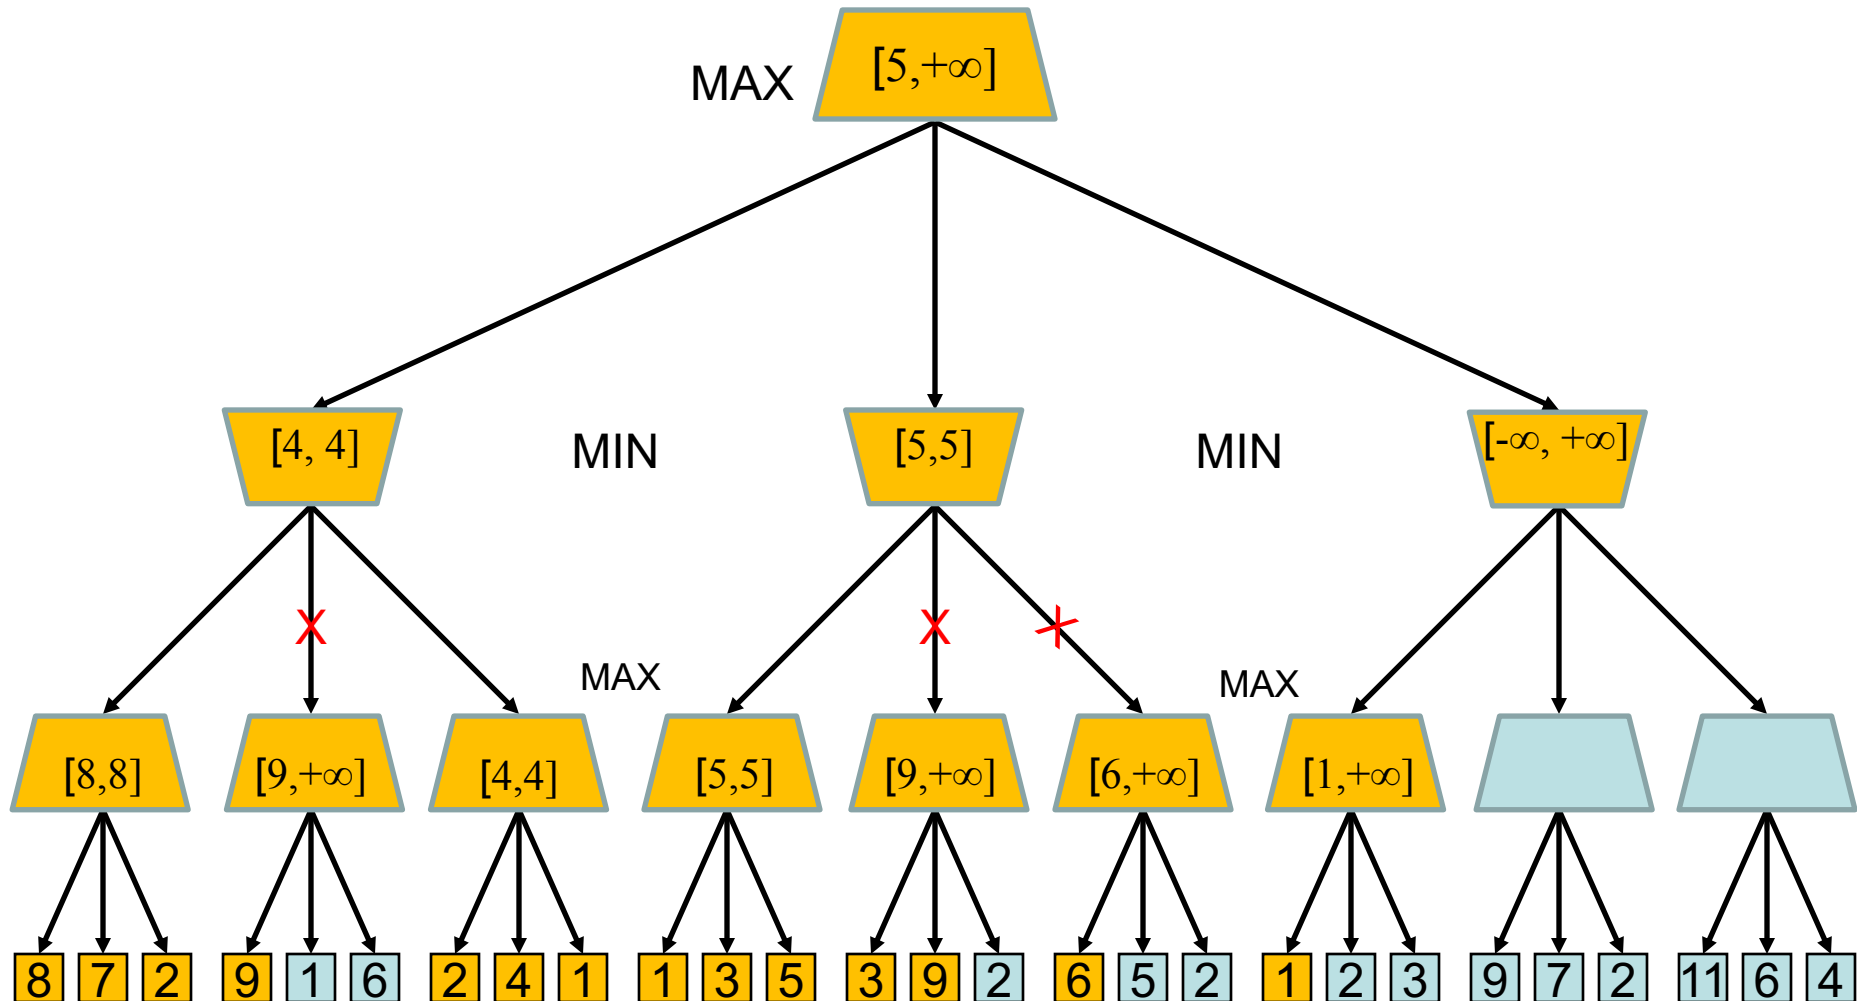 [5,+∞]
MAX
[4, 4]
MIN
[5,5]
MIN
[-∞, +∞]
X
X
X
MAX
MAX
[8,8]
[9,+∞]
[4,4]
[5,5]
[9,+∞]
[6,+∞]
[1,+∞]
8 7 2 9 1 6 2 4 1 1 3 5 3 9 2 6 5 2 1 2 3 9 7 2 11 6 4